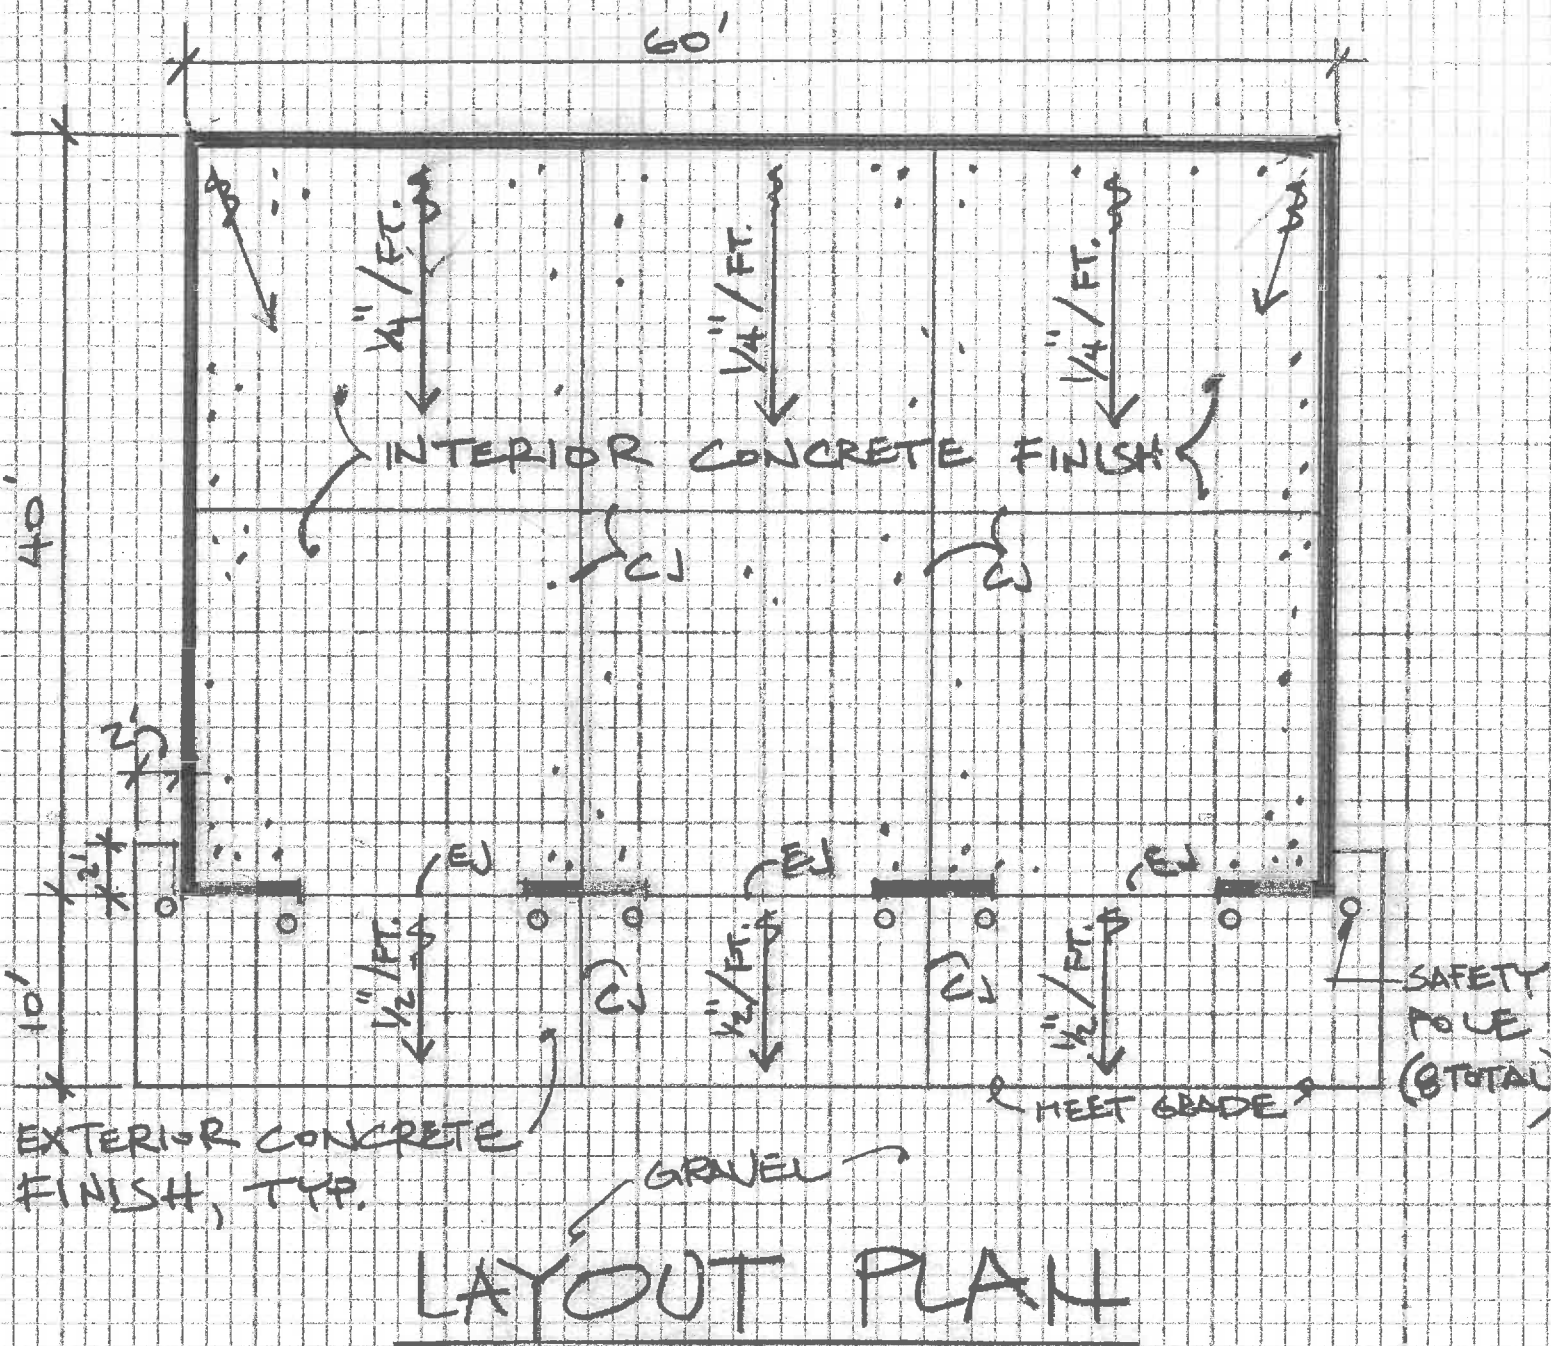 60'
1/4"/FT.
1/4"/FT.
1/4"/FT.
INTERIOR CONCRETE FINISH
40'
CJ
CJ
2'
2'
EJ
EJ
EJ
1/2"/FT.
1/2"/FT.
1/2"/FT.
CJ
CJ
10'
SAFETY
POLE
(8 TOTAL)
MEET GRADE
EXTERIOR CONCRETE
FINISH, TYP.
GRAVEL
LAYOUT PLAN